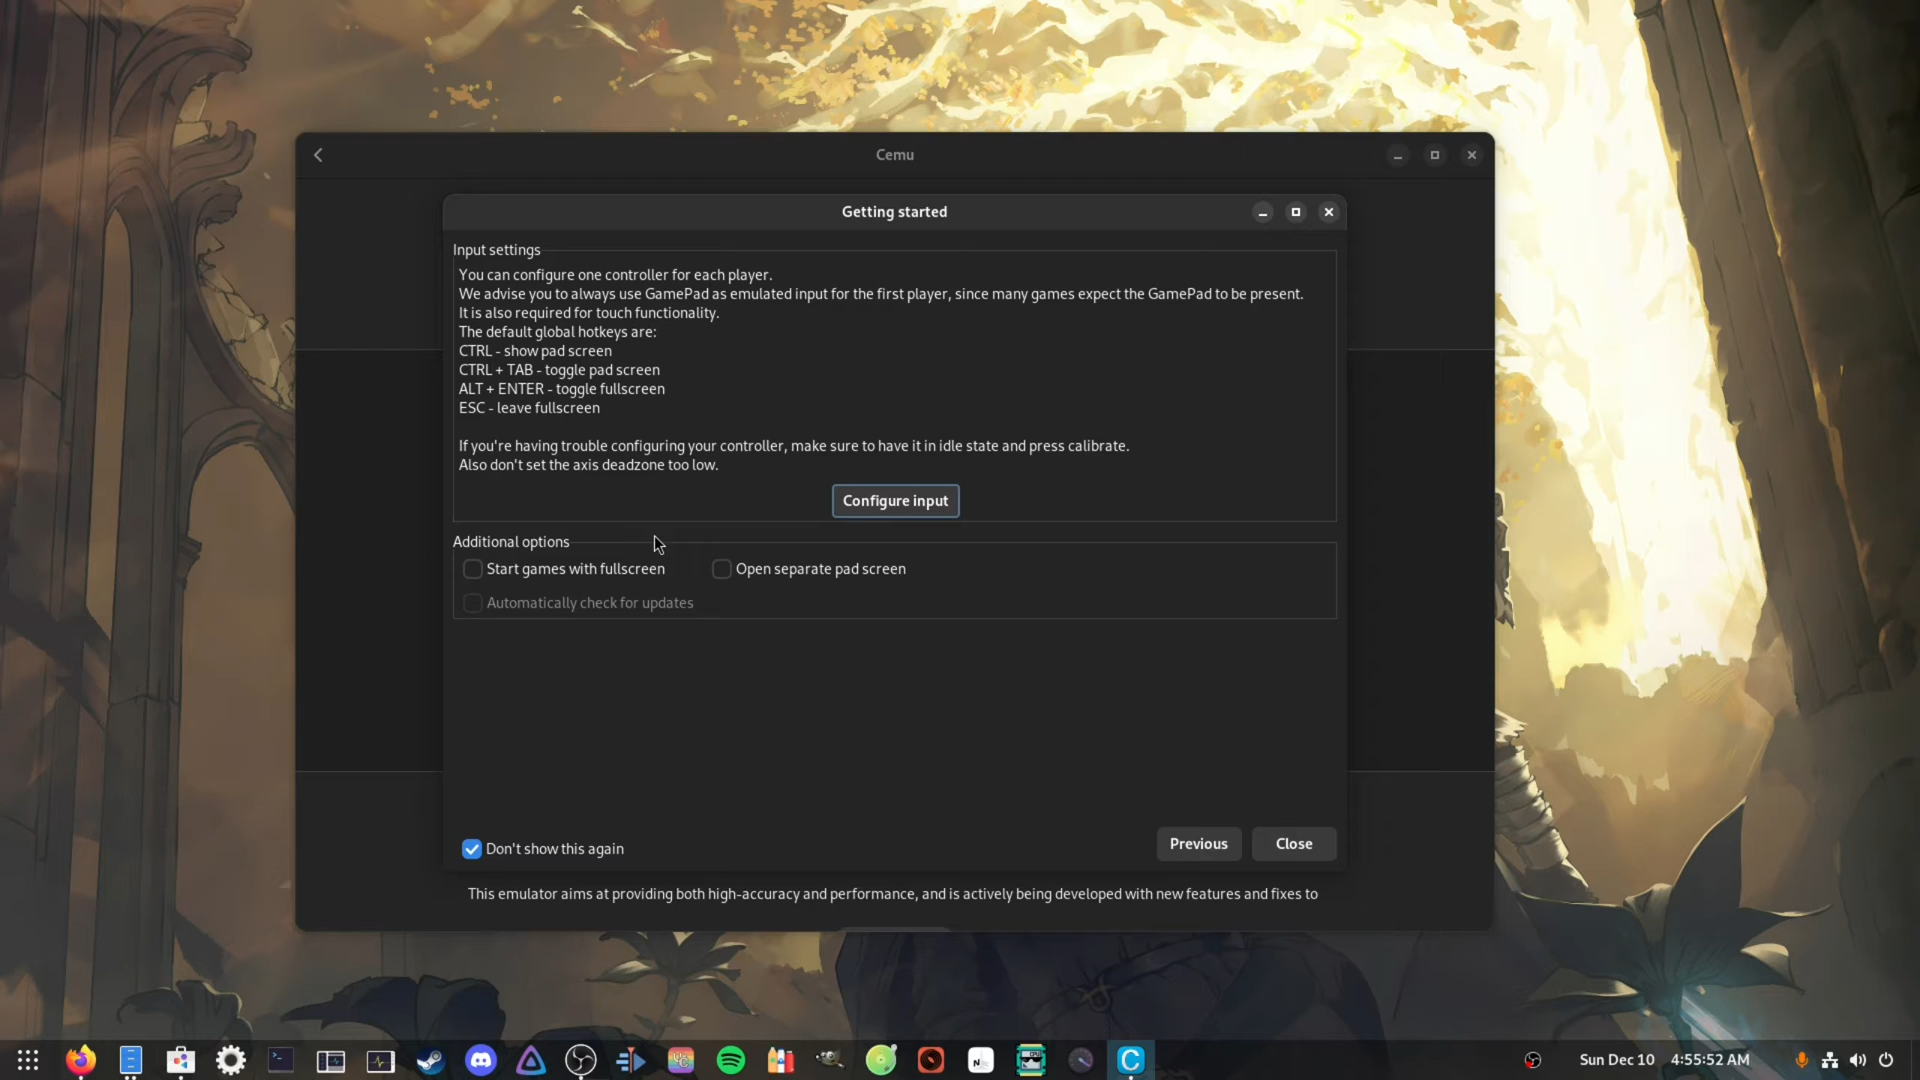 Cemu
Getting started
Input settings
You can configure one controller for each player.
We advise you to always use GamePad as emulated input for the first player, since many games expect the GamePad to be present.
It is also required for touch functionality.
The default global hotkeys are:
CTRL - show pad screen
CTRL + TAB - toggle pad screen
ALT + ENTER - toggle fullscreen
ESC - leave fullscreen
If you're having trouble configuring your controller, make sure to have it in idle state and press calibrate.
Also don't set the axis deadzone too low.
Configure input
Additional options
Start games with fullscreen
Open separate pad screen
Automatically check for updates
Don't show this again
Previous
Close
This emulator aims at providing both high-accuracy and performance, and is actively being developed with new features and fixes to
Sun Dec 10 4:55:52 AM